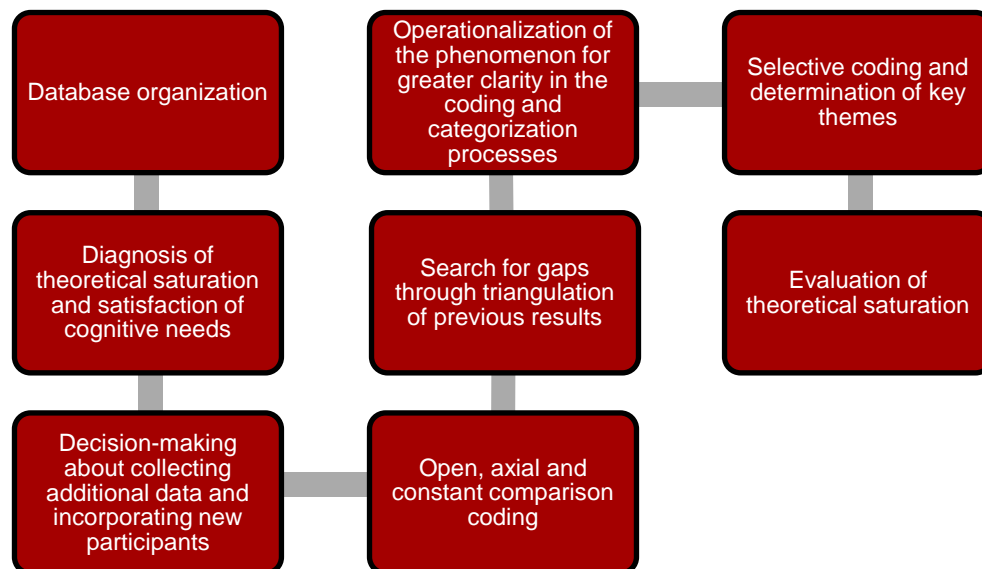 Database organization
Diagnosis of
theoretical saturation
and satisfaction of
cognitive needs
Decision-making
about collecting
additional data and
incorporating new
participants
Open, axial and
constant comparison
coding
Search for gaps
through triangulation
of previous results
Operationalization of
the phenomenon for
greater clarity in the
coding and
categorization
processes
Selective coding and
determination of key
themes
Evaluation of
theoretical saturation